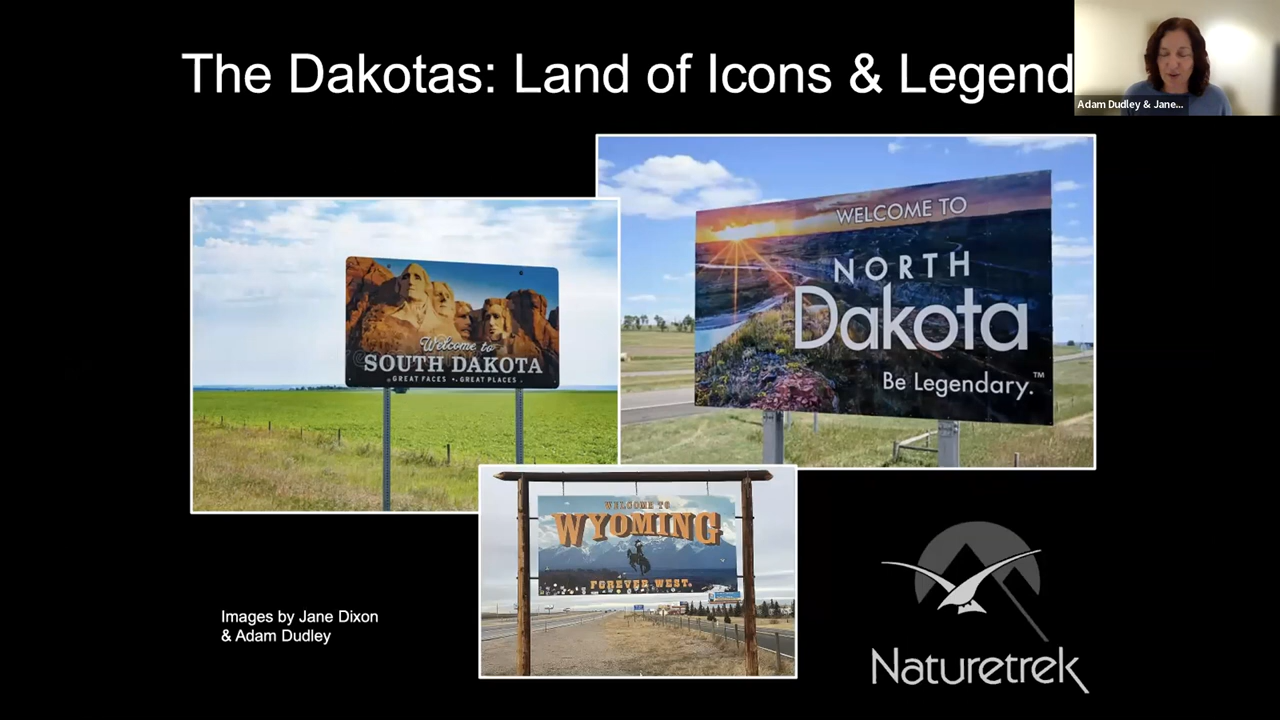 The Dakotas: Land of Icons & Legend
Adam Dudley & Jane...
WELCOME TO
NORTH
Dakota
Be Legendary.™
Welcome to
SOUTH DAKOTA
GREAT FACES • GREAT PLACES
WELCOME TO
WYOMING
FOREVER WEST.
Images by Jane Dixon
& Adam Dudley
Naturetrek